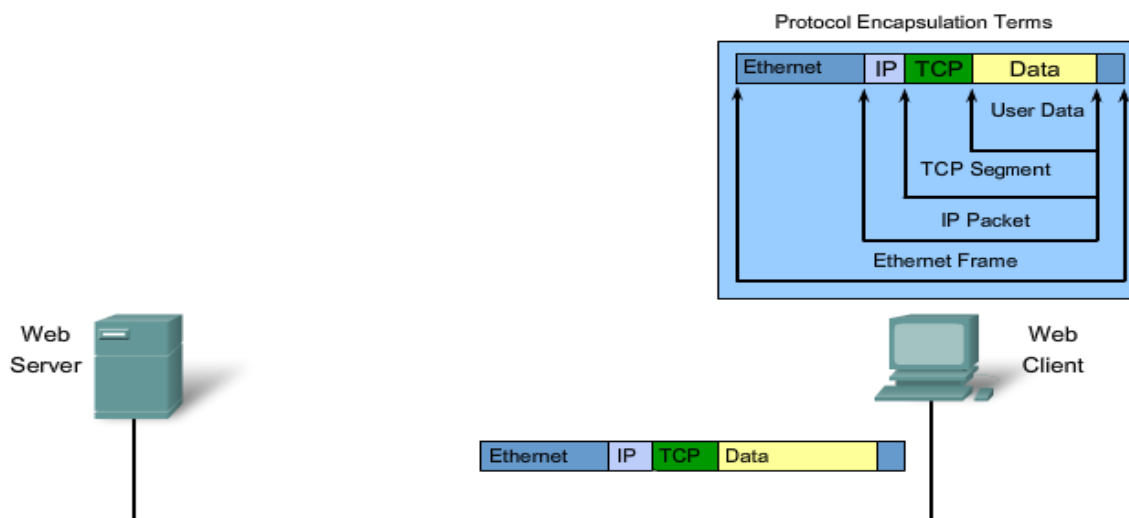 Protocol Encapsulation Terms
Ethernet IP TCP Data
User Data
TCP Segment
IP Packet
Ethernet Frame
Web
Server
Web
Client
Ethernet IP TCP Data